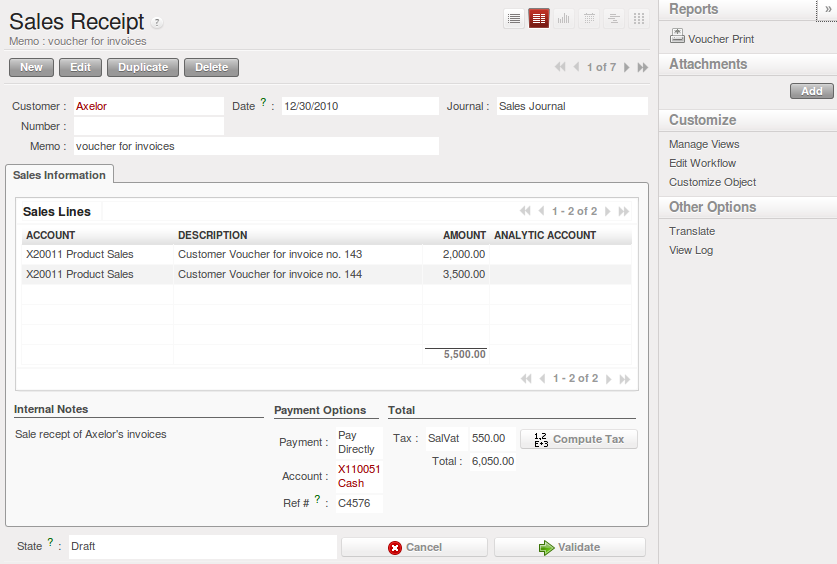 Sales Receipt ?
Memo : voucher for invoices
New Edit Duplicate Delete
1 of 7
Customer : Axelor Date ? : 12/30/2010 Journal : Sales Journal
Number :
Memo : voucher for invoices
Sales Information
Sales Lines
1 - 2 of 2
ACCOUNT DESCRIPTION AMOUNT ANALYTIC ACCOUNT
X20011 Product Sales Customer Voucher for invoice no. 143 2,000.00
X20011 Product Sales Customer Voucher for invoice no. 144 3,500.00
5,500.00
1 - 2 of 2
Internal Notes
Sale recept of Axelor's invoices
Payment Options
Payment : Pay Directly
Account : X110051 Cash
Ref # ? : C4576
Total
Tax : SalVat 550.00 1,2 E+3 Compute Tax
Total : 6,050.00
State ? : Draft Cancel Validate
Reports »
Voucher Print
Attachments
Add
Customize
Manage Views
Edit Workflow
Customize Object
Other Options
Translate
View Log